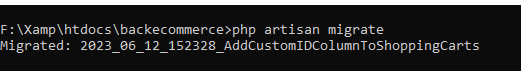 F:\Xamp\htdocs\backecommerce>php artisan migrate
Migrated: 2023_06_12_152328_AddCustomIDColumnToShoppingCarts